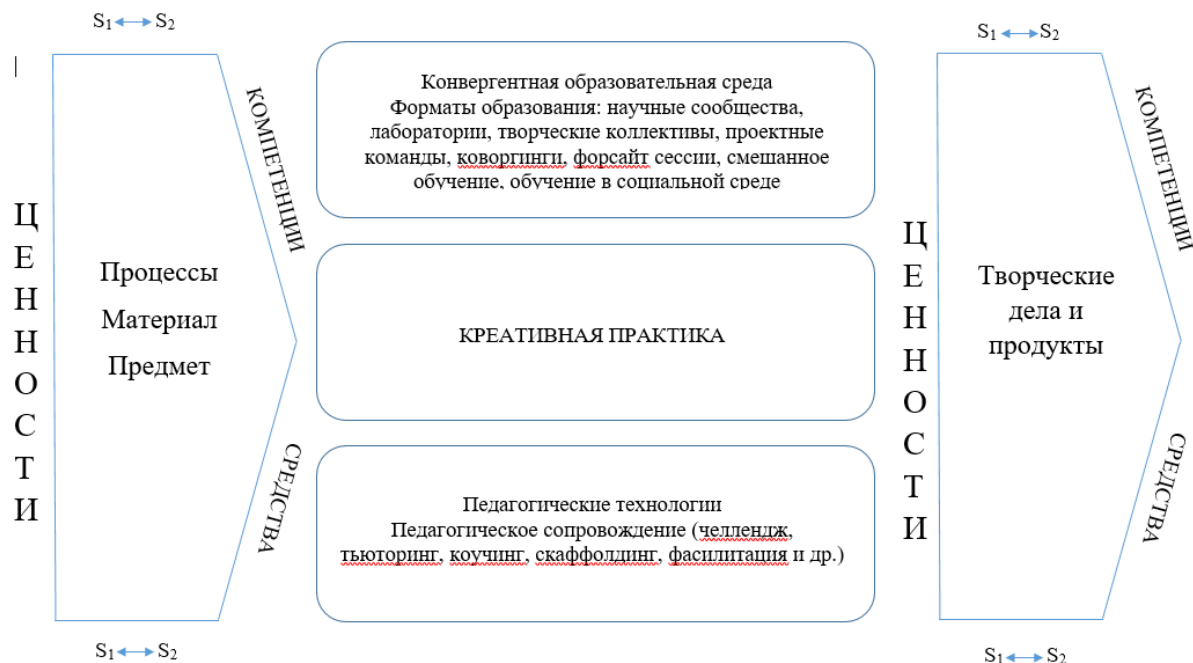 S₁ S₂
ЦЕННОСТИ
Процессы
Материал
Предмет
КОМПЕТЕНЦИИ
СРЕДСТВА
S₁ S₂
Конвергентная образовательная среда
Форматы образования: научные сообщества,
лаборатории, творческие коллективы, проектные
команды, коворгинги, форсайт сессии, смешанное
обучение, обучение в социальной среде
КРЕАТИВНАЯ ПРАКТИКА
Педагогические технологии
Педагогическое сопровождение (челлендж,
тьюторинг, коучинг, скаффолдинг, фасилитация и др.)
S₁ S₂
ЦЕННОСТИ
Творческие
дела и
продукты
КОМПЕТЕНЦИИ
СРЕДСТВА
S₁ S₂